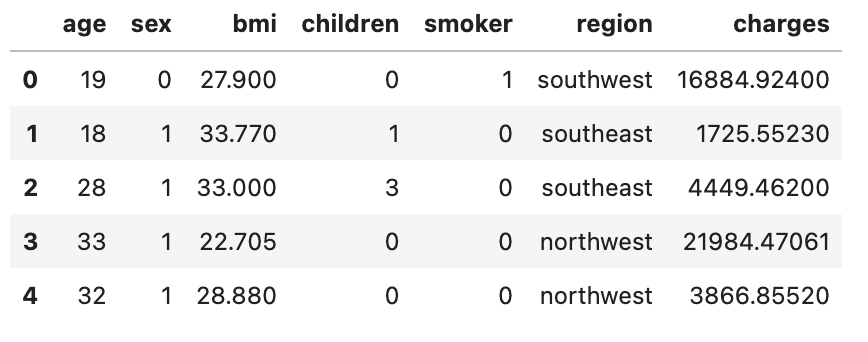 age sex bmi children smoker region charges
0 19 0 27.900 0 1 southwest 16884.92400
1 18 1 33.770 1 0 southeast 1725.55230
2 28 1 33.000 3 0 southeast 4449.46200
3 33 1 22.705 0 0 northwest 21984.47061
4 32 1 28.880 0 0 northwest 3866.85520